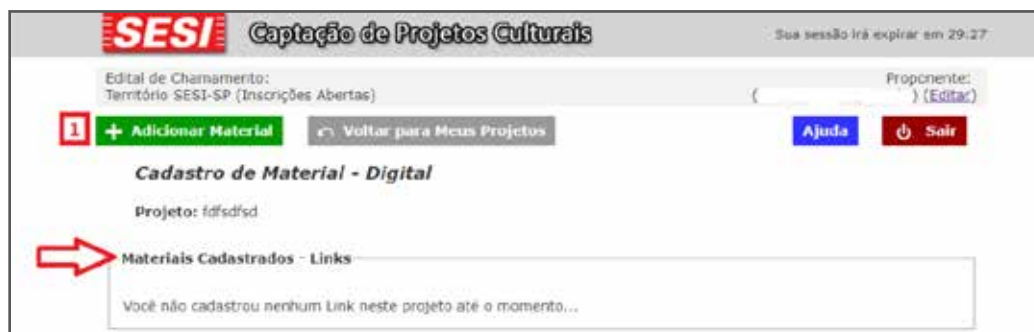 SESI Captação de Projetos Culturais Sua sessão irá expirar em 29:27
Edital de Chamamento: Proponente:
Território SESI-SP (Inscrições Abertas) ( ) (Editar)
1 + Adicionar Material Voltar para Meus Projetos Ajuda Sair
Cadastro de Material - Digital
Projeto: fdfsdfsd
Materiais Cadastrados - Links
Você não cadastrou nenhum Link neste projeto até o momento...